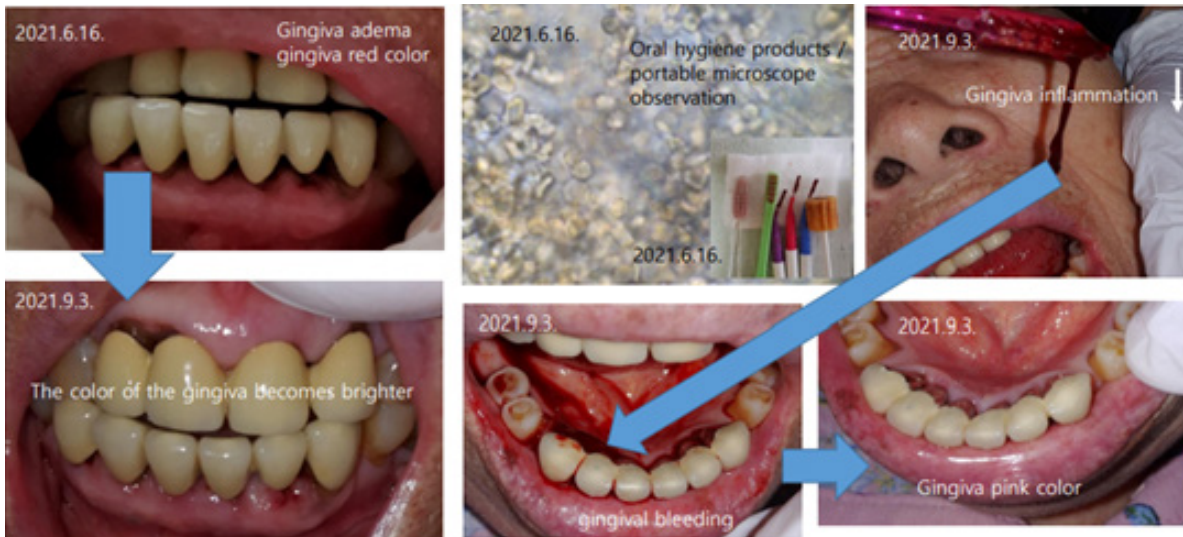 2021.6.16.
Gingiva adema
gingiva red color
2021.6.16.
Oral hygiene products /
portable microscope
observation
2021.6.16.
2021.9.3.
Gingiva inflammation
2021.9.3.
The color of the gingiva becomes brighter
2021.9.3.
gingival bleeding
2021.9.3.
Gingiva pink color